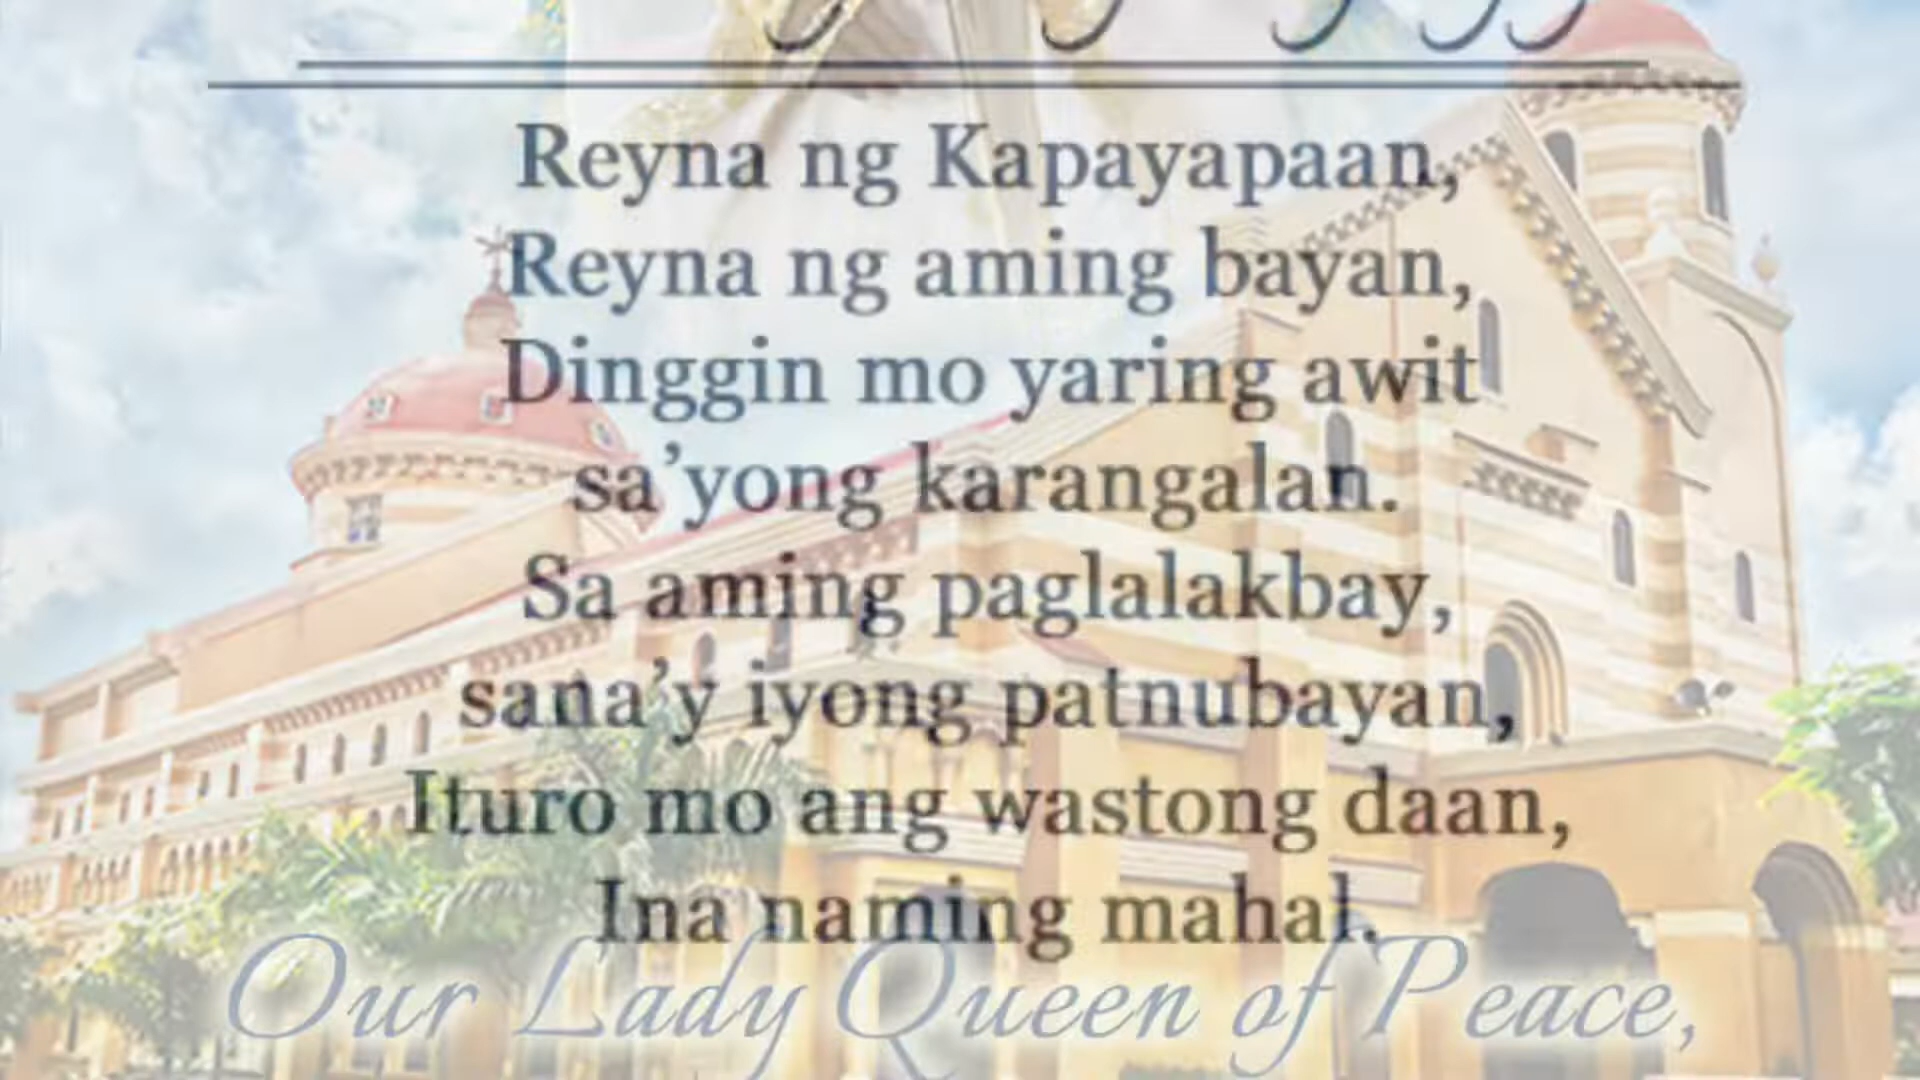 Reyna ng Kapayapaan,
Reyna ng aming bayan,
Dinggin mo yaring awit
sa’yong karangalan.
Sa aming paglalakbay,
sana’y iyong patnubayan,
Ituro mo ang wastong daan,
Ina naming mahal.
Our Lady Queen of Peace,